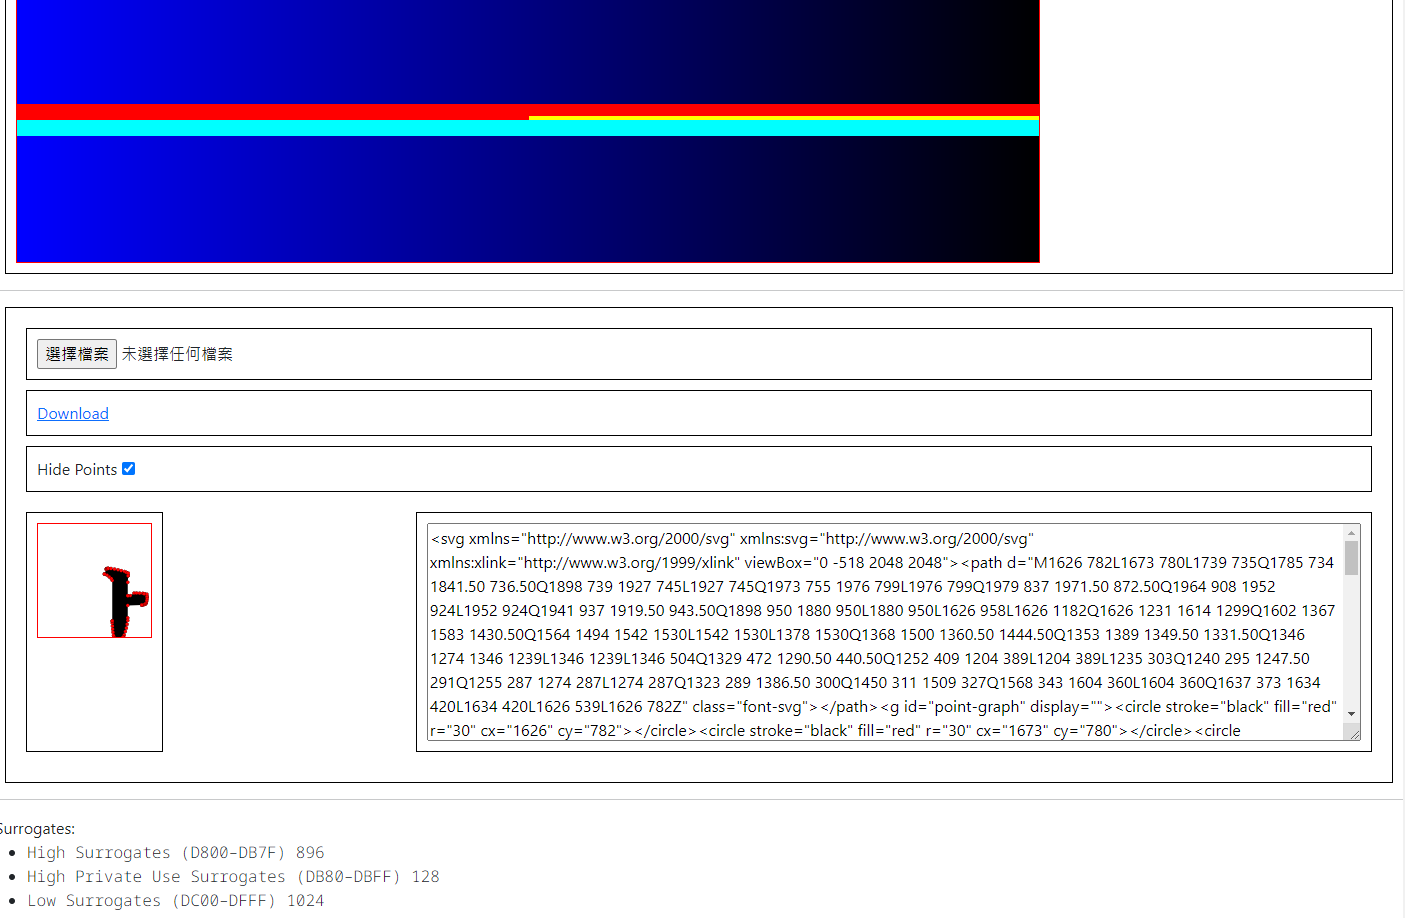 選擇檔案 未選擇任何檔案
Download
Hide Points
<svg xmlns="http://www.w3.org/2000/svg" xmlns:svg="http://www.w3.org/2000/svg"
xmlns:xlink="http://www.w3.org/1999/xlink" viewBox="0 -518 2048 2048"><path d="M1626 782L1673 780L1739 735Q1785 734
1841.50 736.50Q1898 739 1927 745L1927 745Q1973 755 1976 799L1976 799Q1979 837 1971.50 872.50Q1964 908 1952
924L1952 924Q1941 937 1919.50 943.50Q1898 950 1880 950L1880 950L1626 958L1626 1182Q1626 1231 1614 1299Q1602 1367
1583 1430.50Q1564 1494 1542 1530L1542 1530L1378 1530Q1368 1500 1360.50 1444.50Q1353 1389 1349.50 1331.50Q1346
1274 1346 1239L1346 1239L1346 504Q1329 472 1290.50 440.50Q1252 409 1204 389L1204 389L1235 303Q1240 295 1247.50
291Q1255 287 1274 287L1274 287Q1323 289 1386.50 300Q1450 311 1509 327Q1568 343 1604 360L1604 360Q1637 373 1634
420L1634 420L1626 539L1626 782Z" class="font-svg"></path><g id="point-graph" display=""><circle stroke="black" fill="red"
r="30" cx="1626" cy="782"></circle><circle stroke="black" fill="red" r="30" cx="1673" cy="780"></circle><circle
Surrogates:
High Surrogates (D800-DB7F) 896
High Private Use Surrogates (DB80-DBFF) 128
Low Surrogates (DC00-DFFF) 1024